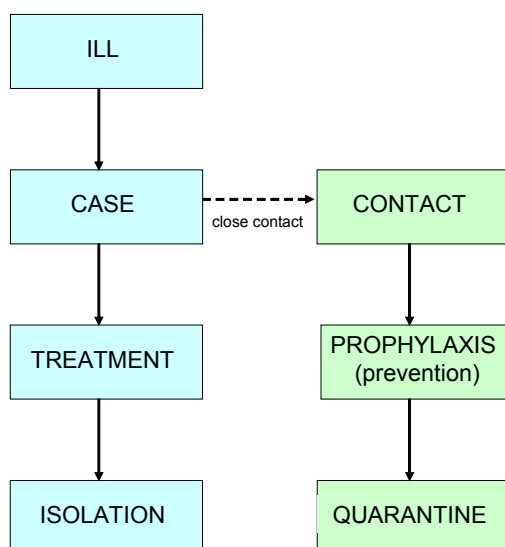 ILL
CASE
close contact
CONTACT
TREATMENT
PROPHYLAXIS
(prevention)
ISOLATION
QUARANTINE